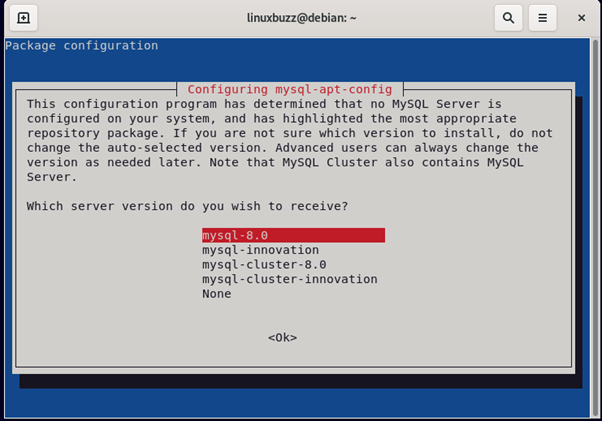 linuxbuzz@debian: ~
Package configuration
Configuring mysql-apt-config
This configuration program has determined that no MySQL Server is
configured on your system, and has highlighted the most appropriate
repository package. If you are not sure which version to install, do not
change the auto-selected version. Advanced users can always change the
version as needed later. Note that MySQL Cluster also contains MySQL
Server.
Which server version do you wish to receive?
mysql-8.0
mysql-innovation
mysql-cluster-8.0
mysql-cluster-innovation
None
<Ok>